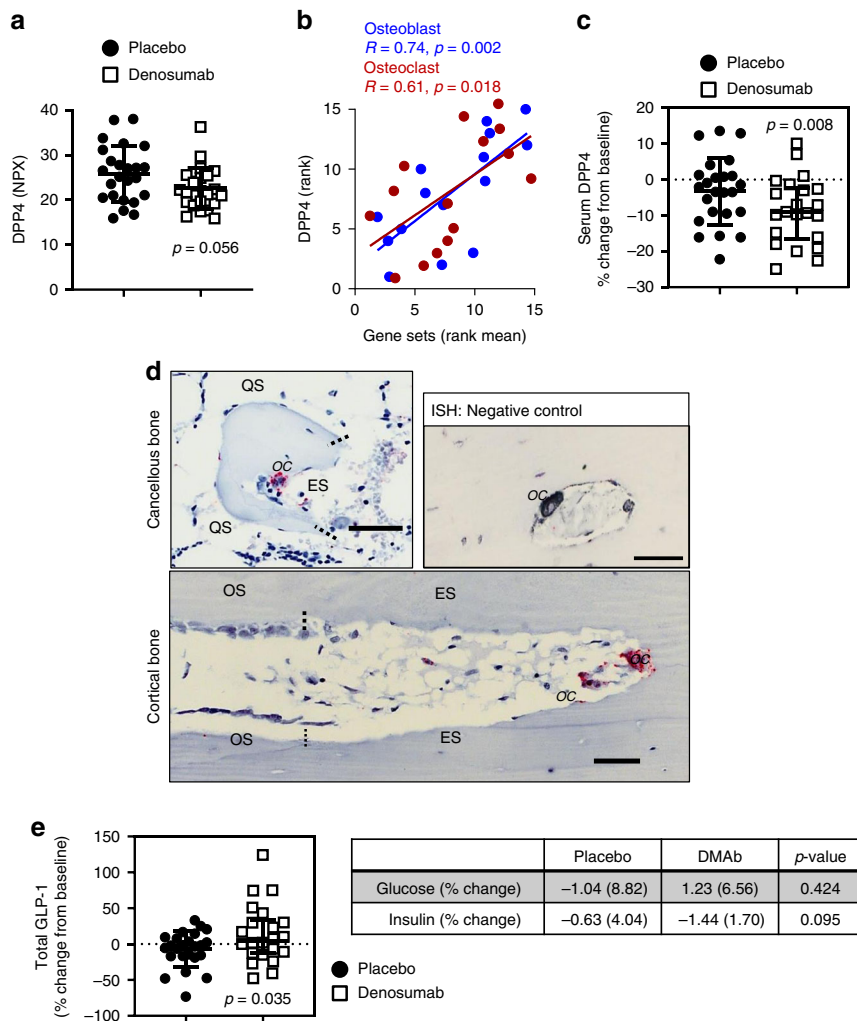 a
Placebo
Denosumab
DPP4 (NPX)
40
30
20
10
0
p = 0.056
b
Osteoblast
R = 0.74, p = 0.002
Osteoclast
R = 0.61, p = 0.018
DPP4 (rank)
15
10
5
0
0 5 10 15
Gene sets (rank mean)
c
Placebo
Denosumab
Serum DPP4
% change from baseline)
20
10
0
−10
−20
−30
p = 0.008
d
Cancellous bone
QS
OC
ES
QS
ISH: Negative control
OC
Cortical bone
OS ES
OC
OC
OS ES
e
Total GLP-1
(% change from baseline)
150
100
50
0
−50
−100
p = 0.035
Placebo
Denosumab
Placebo DMAb p-value
Glucose (% change) −1.04 (8.82) 1.23 (6.56) 0.424
Insulin (% change) −0.63 (4.04) −1.44 (1.70) 0.095